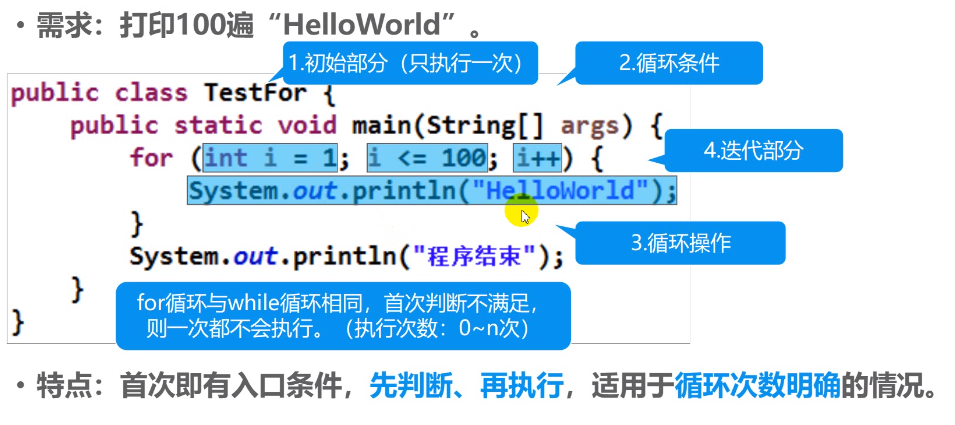 • 需求：打印100遍“HelloWorld”。
1.初始部分（只执行一次）
2.循环条件
public class TestFor {
public static void main(String[] args) {
for (int i = 1; i <= 100; i++) {
4.迭代部分
System.out.println("HelloWorld");
}
3.循环操作
System.out.println("程序结束");
}
}
for循环与while循环相同，首次判断不满足，
则一次都不会执行。（执行次数：0~n次）
• 特点：首次即有入口条件，先判断、再执行，适用于循环次数明确的情况。